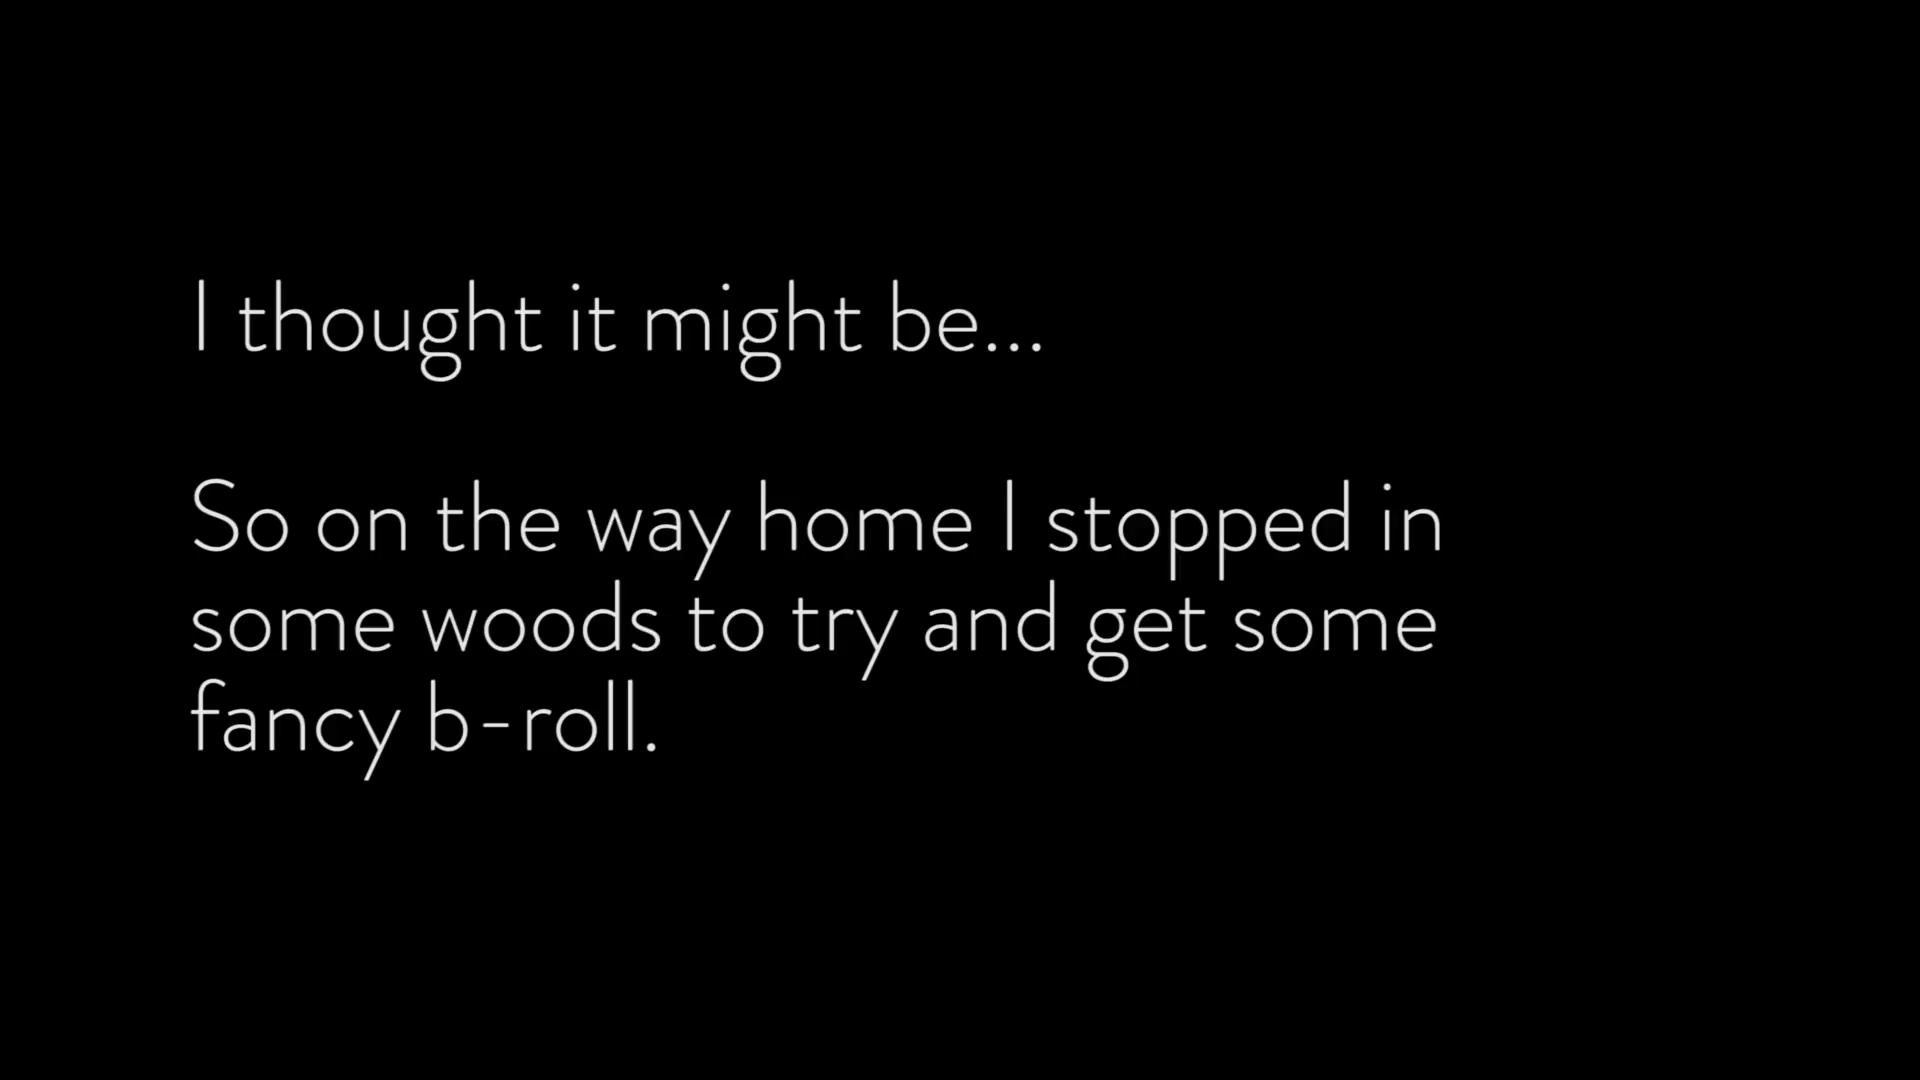 I thought it might be...
So on the way home I stopped in
some woods to try and get some
fancy b-roll.